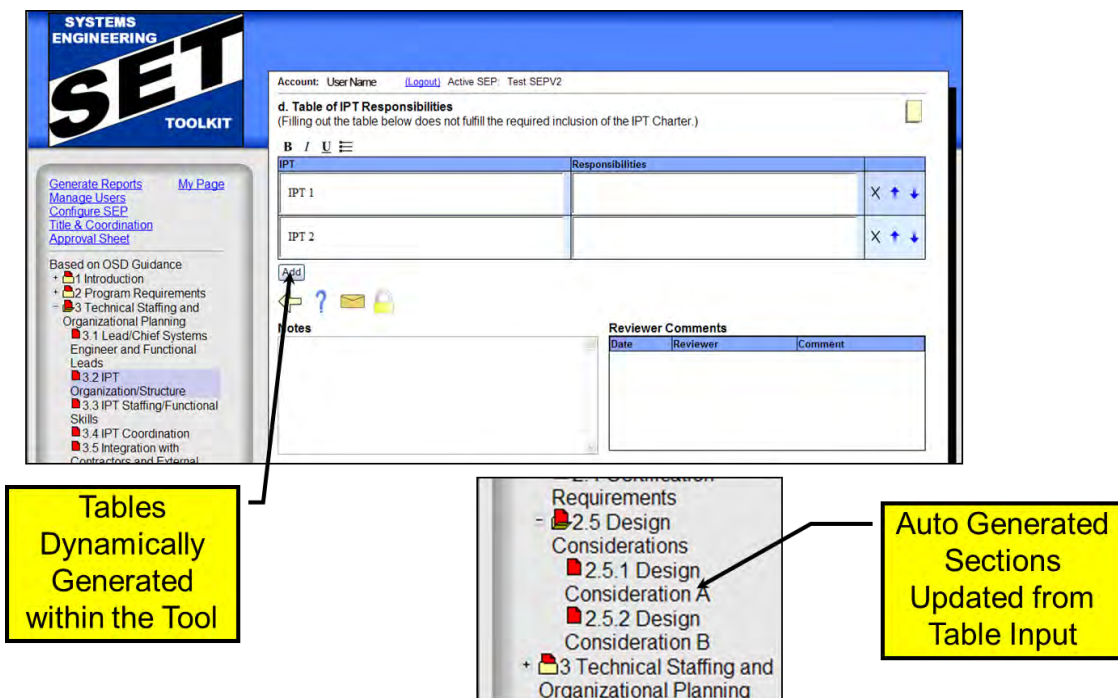 SYSTEMS
ENGINEERING
SET
TOOLKIT
Account: User Name (Logout) Active SEP: Test SEPV2
d. Table of IPT Responsibilities
(Filling out the table below does not fulfill the required inclusion of the IPT Charter.)
B I U
IPT Responsibilities
IPT 1
X
IPT 2
X
Add
?
Notes
Reviewer Comments
Date Reviewer Comment
Generate Reports My Page
Manage Users
Configure SEP
Title & Coordination
Approval Sheet
Based on OSD Guidance
+ 1 Introduction
+ 2 Program Requirements
- 3 Technical Staffing and
Organizational Planning
3.1 Lead/Chief Systems
Engineer and Functional
Leads
3.2 IPT
Organization/Structure
3.3 IPT Staffing/Functional
Skills
3.4 IPT Coordination
3.5 Integration with
Contractors and External
Tables
Dynamically
Generated
within the Tool
Requirements
- 2.5 Design
Considerations
2.5.1 Design
Consideration A
2.5.2 Design
Consideration B
+ 3 Technical Staffing and
Organizational Planning
Auto Generated
Sections
Updated from
Table Input